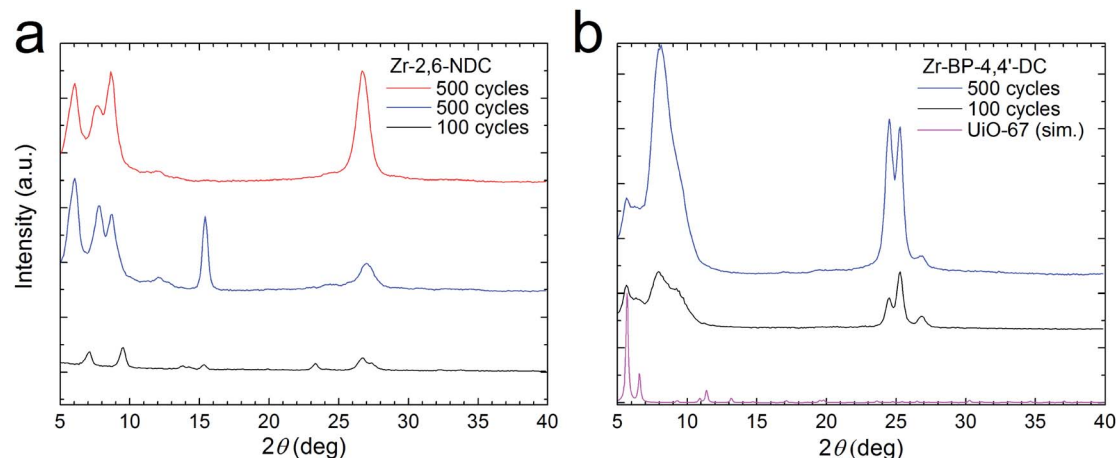 a
Zr-2,6-NDC
500 cycles
500 cycles
100 cycles
Intensity (a.u.)
5 10 15 20 25 30 35 40
2θ (deg)
b
Zr-BP-4,4'-DC
500 cycles
100 cycles
UiO-67 (sim.)
5 10 15 20 25 30 35 40
2θ (deg)